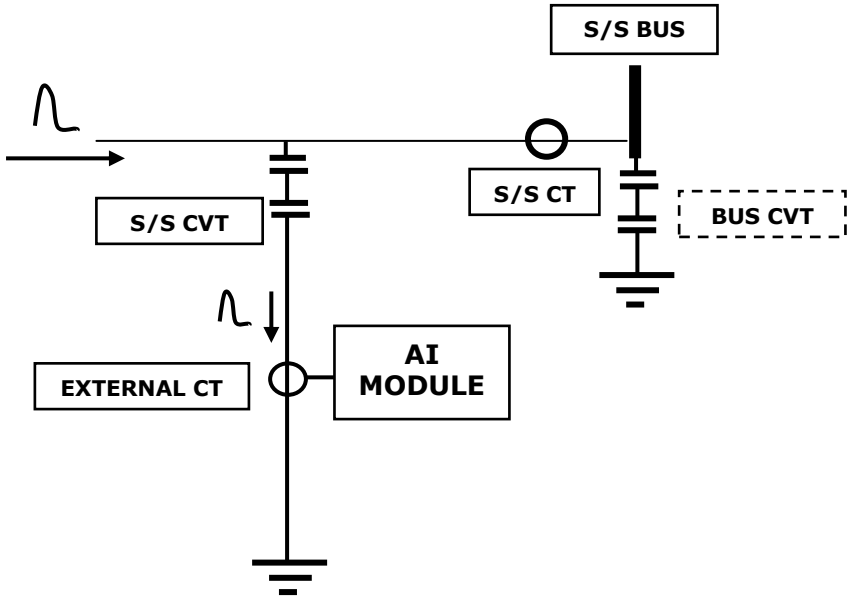 S/S BUS
S/S CT
S/S CVT
BUS CVT
AI
MODULE
EXTERNAL CT